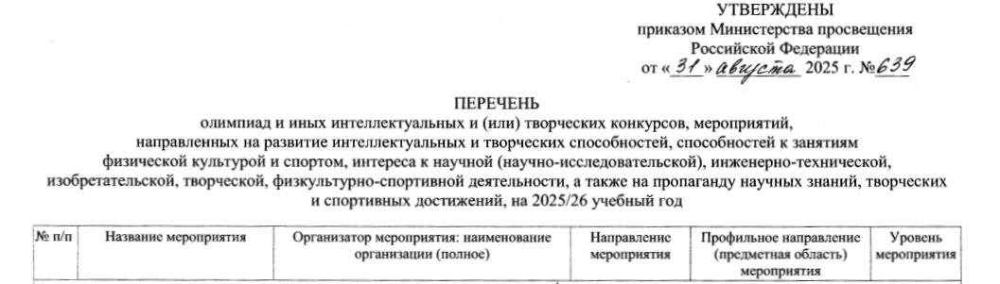 УТВЕРЖДЕНЫ
приказом Министерства просвещения
Российской Федерации
от «31» августа 2025 г. №639
ПЕРЕЧЕНЬ
олимпиад и иных интеллектуальных и (или) творческих конкурсов, мероприятий,
направленных на развитие интеллектуальных и творческих способностей, способностей к занятиям
физической культурой и спортом, интереса к научной (научно-исследовательской), инженерно-технической,
изобретательской, творческой, физкультурно-спортивной деятельности, а также на пропаганду научных знаний, творческих
и спортивных достижений, на 2025/26 учебный год
№ п/п
Название мероприятия
Организатор мероприятия: наименование
организации (полное)
Направление
мероприятия
Профильное направление
(предметная область)
мероприятия
Уровень
мероприятия